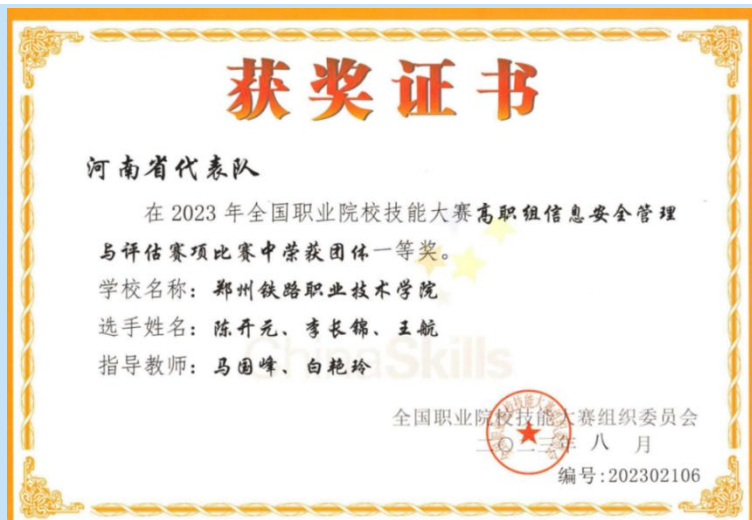 获奖证书
河南省代表队
在 2023 年全国职业院校技能大赛高职组信息安全管理
与评估赛项比赛中荣获团体一等奖。
学校名称：郑州铁路职业技术学院
选手姓名：陈开元、李长锦、王航
指导教师：马国峰、白艳玲
ChinaSkills
全国职业院校技能大赛组织委员会
二〇二三年 八 月
编号:202302106